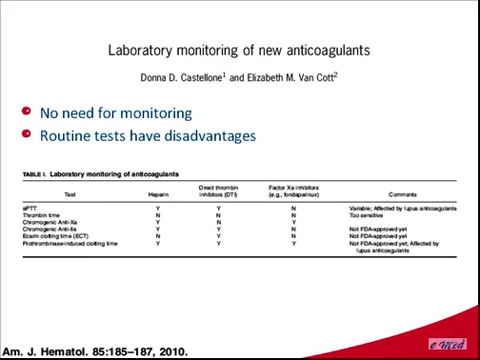 Laboratory monitoring of new anticoagulants
Donna D. Castellone1 and Elizabeth M. Van Cott2
No need for monitoring
Routine tests have disadvantages
TABLE I. Laboratory monitoring of anticoagulants
Test Heparin Direct thrombin inhibitors (DTI) Factor Xa inhibitors (e.g., fondaparinux) Comments
aPTT Y Y N Variable; Affected by lupus anticoagulants
Thrombin time N N N Too sensitive
Chromogenic Anti-Xa Y N Y
Chromogenic Anti-IIa Y Y N Not FDA-approved yet
Ecarin clotting time (ECT) N Y N Not FDA-approved yet
Prothrombinase-induced clotting time Y Y Y Not FDA-approved yet; Affected by
lupus anticoagulants
Am. J. Hematol. 85:185–187, 2010.
e-Med